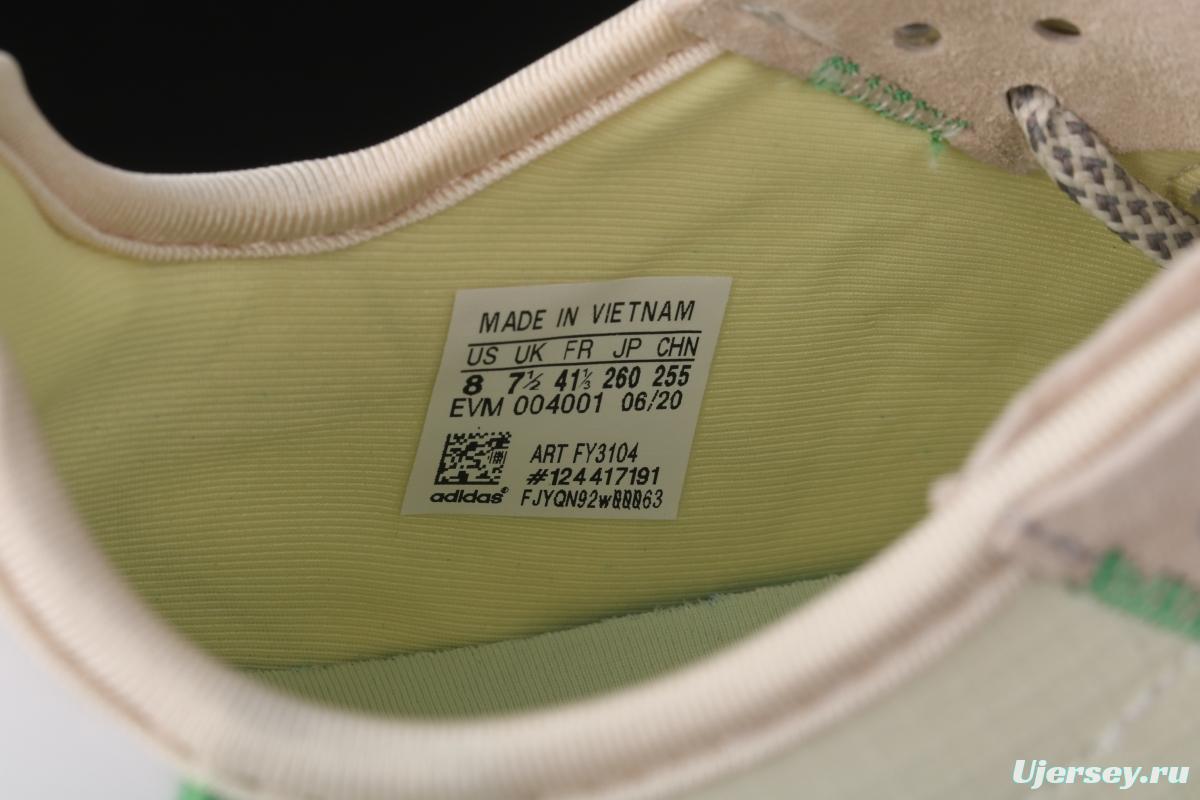 MADE IN VIETNAM
US UK FR JP CHN
8 7½ 41⅓ 260 255
EVM 004001 06/20
ART FY3104
#124417191
adidas® FJYQN92w
Ujersey.ru